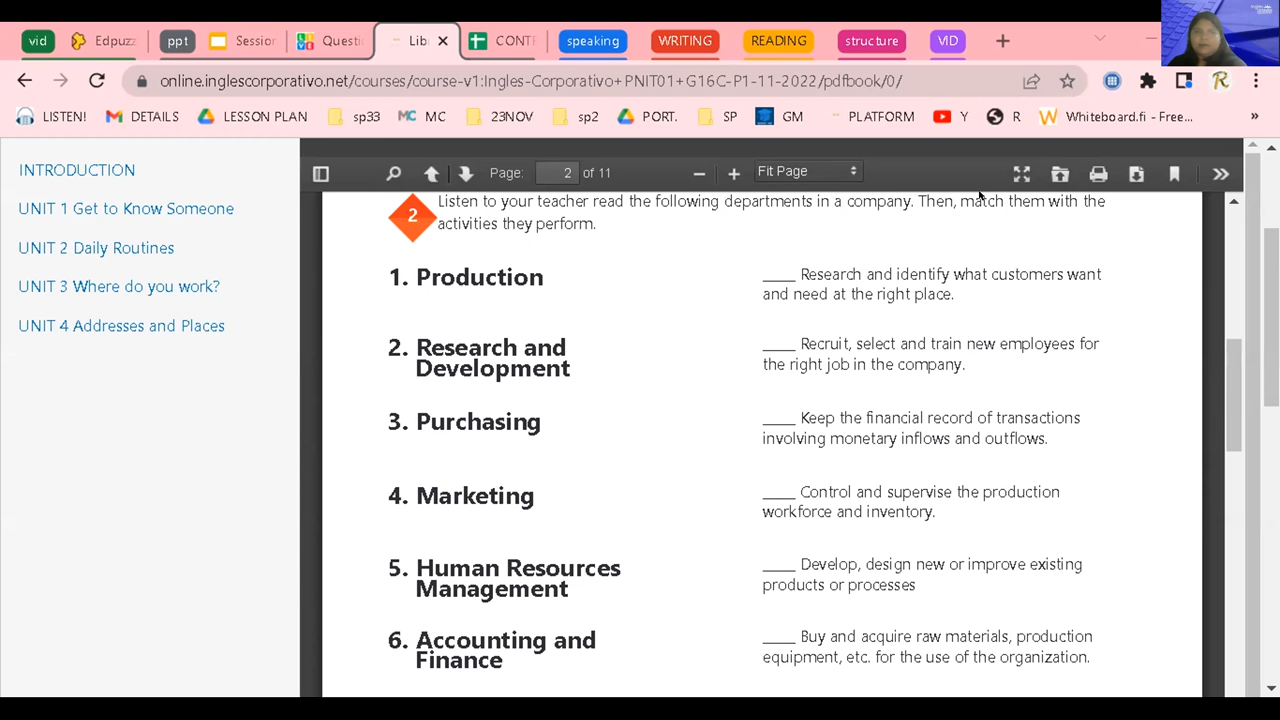 vid Edpuzz ppt Session Questi Lib CONT speaking WRITING READING structure VID
online.inglescorporativo.net/courses/course-v1:Ingles-Corporativo+PNIT01+G16C-P1-11-2022/pdfbook/0/
LISTEN! DETAILS LESSON PLAN sp33 MC MC 23NOV sp2 PORT. SP GM PLATFORM Y R Whiteboard.fi - Free...
Page: 2 of 11 Fit Page
INTRODUCTION
UNIT 1 Get to Know Someone
UNIT 2 Daily Routines
UNIT 3 Where do you work?
UNIT 4 Addresses and Places
2
Listen to your teacher read the following departments in a company. Then, match them with the
activities they perform.
1. Production
____ Research and identify what customers want
and need at the right place.
2. Research and
Development
____ Recruit, select and train new employees for
the right job in the company.
3. Purchasing
____ Keep the financial record of transactions
involving monetary inflows and outflows.
4. Marketing
____ Control and supervise the production
workforce and inventory.
5. Human Resources
Management
____ Develop, design new or improve existing
products or processes
6. Accounting and
Finance
____ Buy and acquire raw materials, production
equipment, etc. for the use of the organization.